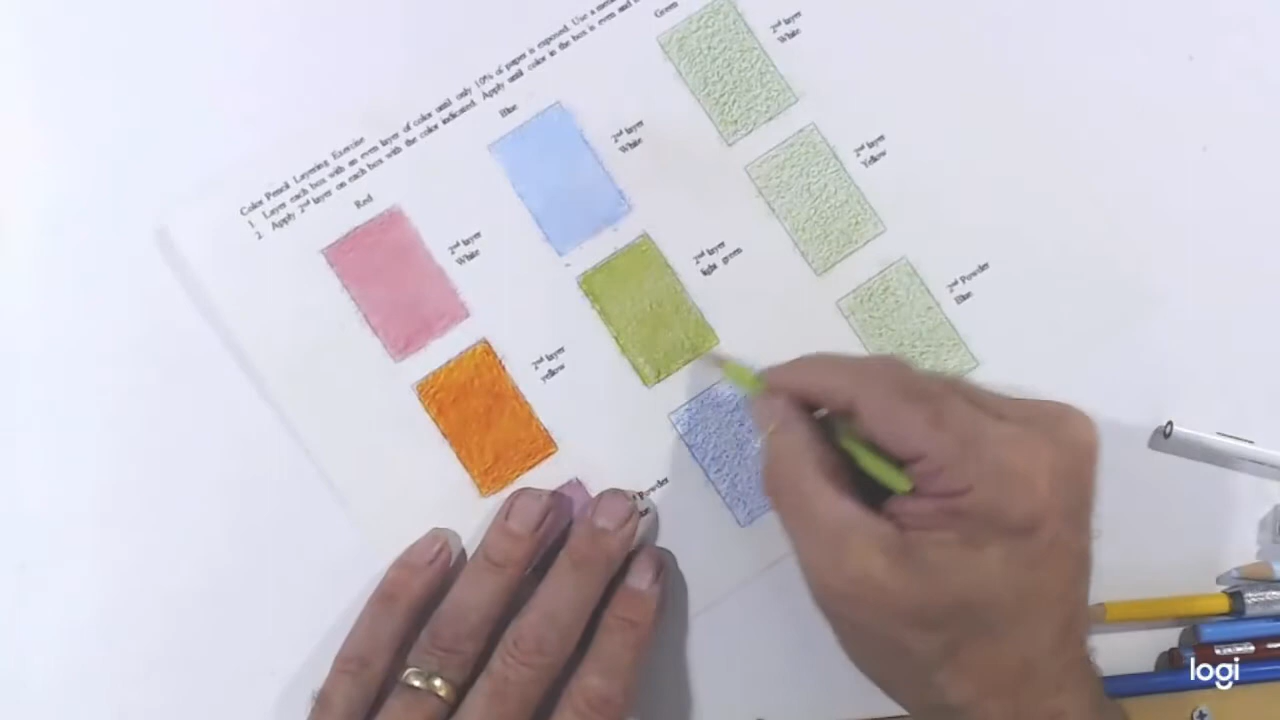 Color Pencil Layering Exercise
1. Layer each box with an even layer of color until only 10% of paper is exposed. Use a
2. Apply 2nd layer on each box with the color indicated. Apply until color in the box is even and
Red
Blue
Green
2nd layer
White
2nd layer
White
2nd layer
White
2nd layer
yellow
2nd layer
light green
2nd layer
Yellow
Powder
2nd Powder
Blue
logi